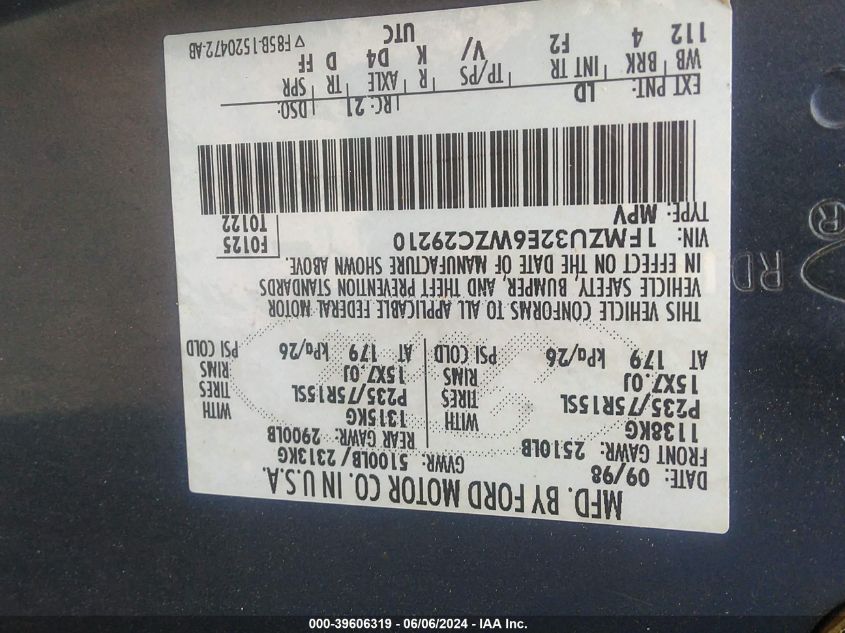 MFD. BY FORD MOTOR CO. IN U.S.A.
DATE: 09/98 GVWR: 5100LB/2313KG
FRONT GAWR: 2510LB REAR GAWR: 2900LB
1138KG WITH 1315KG WITH
P235/75R15SL TIRES P235/75R15SL TIRES
15X7.0J RIMS 15X7.0J RIMS
AT 179 kPa/26 PSI COLD AT 179 kPa/26 PSI COLD
THIS VEHICLE CONFORMS TO ALL APPLICABLE FEDERAL MOTOR
VEHICLE SAFETY, BUMPER, AND THEFT PREVENTION STANDARDS
IN EFFECT ON THE DATE OF MANUFACTURE SHOWN ABOVE.
VIN: 1FMZU32E6WZC29210 F0125
TYPE: MPV T0122
EXT PNT: LD RC: 21 DSO:
WB BRK INT TR TP/PS R AXLE TR SPR
112 4 F2 V/ K D4 D FF
UTC
▽ F85B-1520472-AB
RD
R
000-39606319 - 06/06/2024 - IAA Inc.